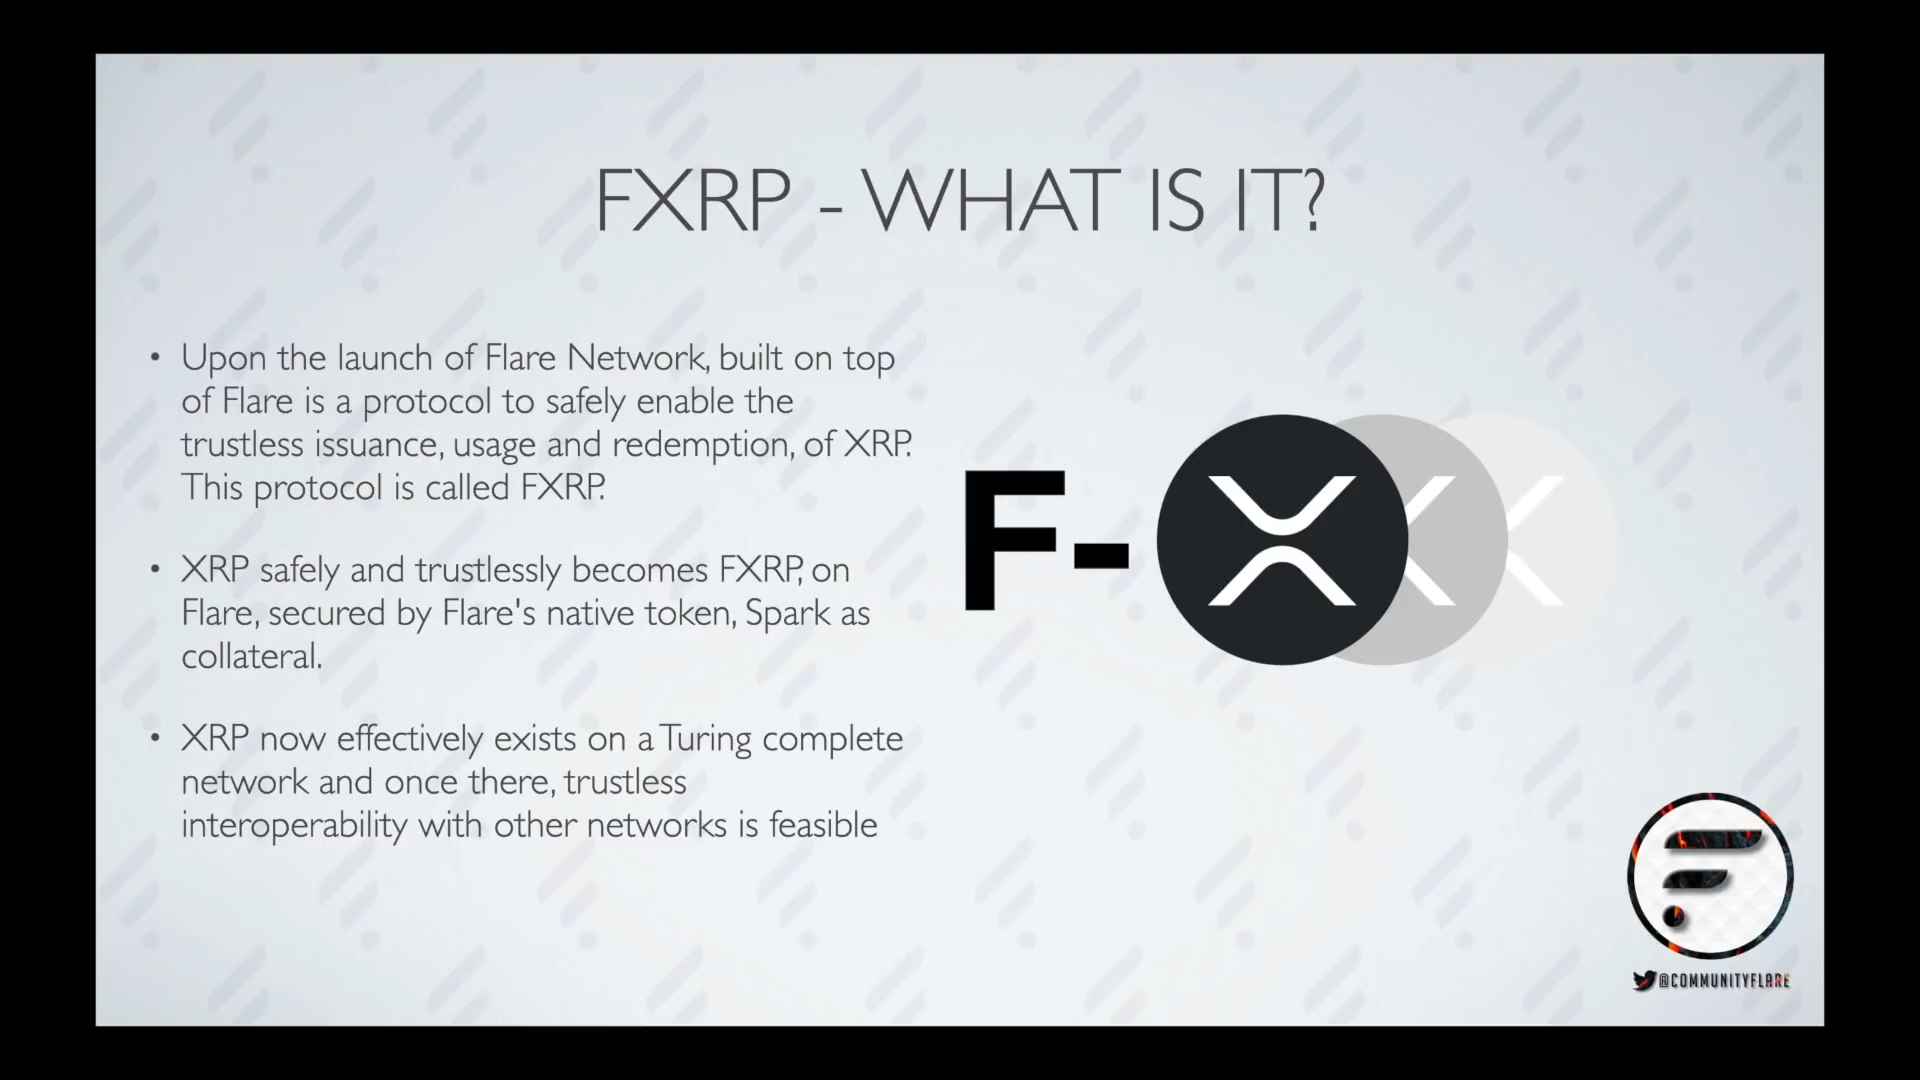 FXRP - WHAT IS IT?
• Upon the launch of Flare Network, built on top
of Flare is a protocol to safely enable the
trustless issuance, usage and redemption, of XRP.
This protocol is called FXRP.
• XRP safely and trustlessly becomes FXRP, on
Flare, secured by Flare's native token, Spark as
collateral.
• XRP now effectively exists on a Turing complete
network and once there, trustless
interoperability with other networks is feasible
F-
@COMMUNITYFLARE